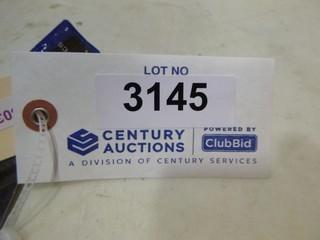 LOT NO
3145
CENTURY
AUCTIONS
POWERED BY
ClubBid
A DIVISION OF CENTURY SERVICES